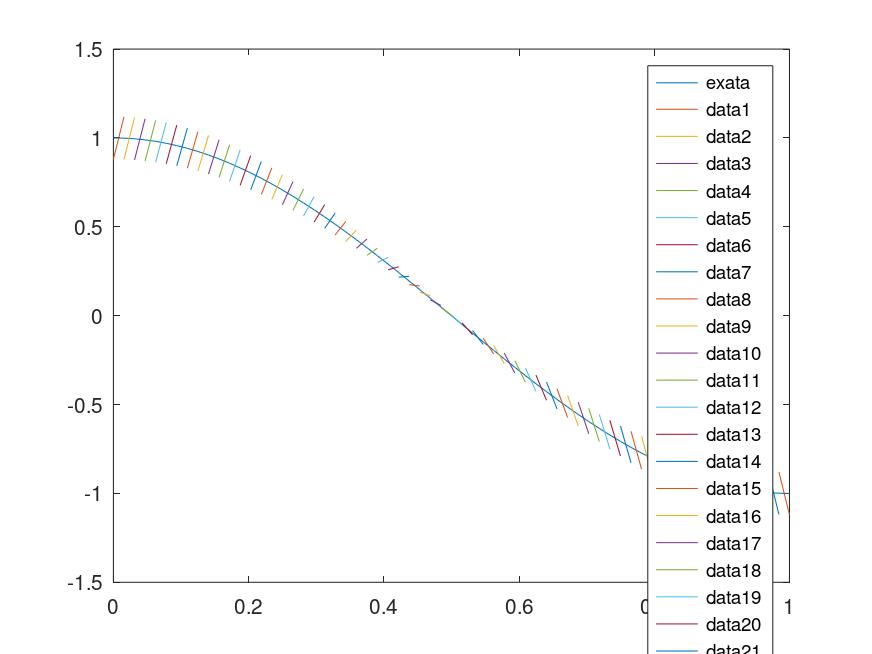 1.5
1
0.5
0
-0.5
-1
-1.5
0
0.2
0.4
0.6
1
exata
data1
data2
data3
data4
data5
data6
data7
data8
data9
data10
data11
data12
data13
data14
data15
data16
data17
data18
data19
data20
data21